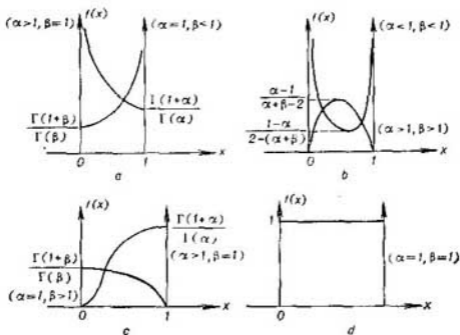 (α>1, β=1)
f(x)
(α=1, β<1)
Γ(1+β)
Γ(β)
Γ(1+α)
Γ(α)
0
1
x
a
f(x)
(α<1, β<1)
α-1
α+β-2
1-α
2-(α+β)
(α>1, β>1)
0
1
x
b
f(x)
Γ(1+β)
Γ(β)
(α=1, β>1)
Γ(1+α)
Γ(α)
(α>1, β=1)
0
1
x
c
f(x)
1
(α=1, β=1)
0
1
x
d